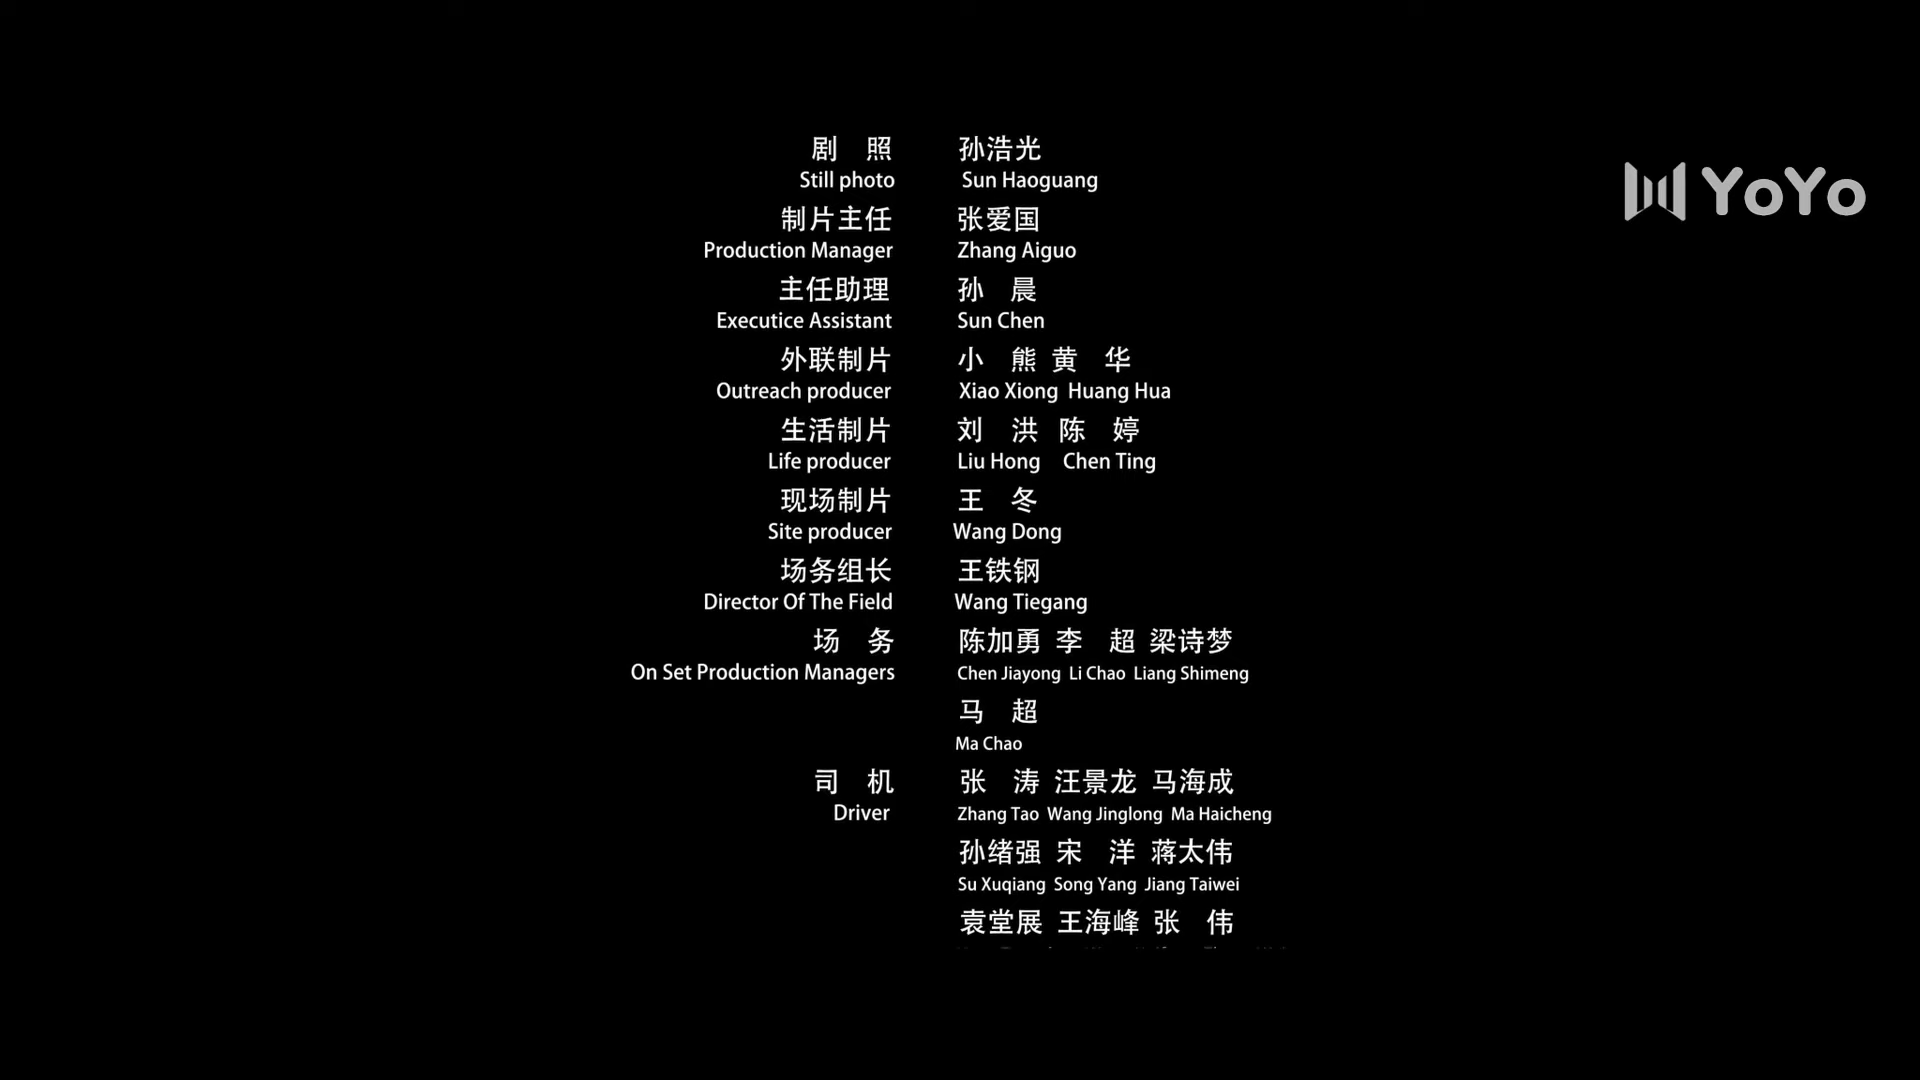 剧 照 孙浩光
Still photo Sun Haoguang
制片主任 张爱国
Production Manager Zhang Aiguo
主任助理 孙 晨
Executice Assistant Sun Chen
外联制片 小 熊 黄 华
Outreach producer Xiao Xiong Huang Hua
生活制片 刘 洪 陈 婷
Life producer Liu Hong Chen Ting
现场制片 王 冬
Site producer Wang Dong
场务组长 王铁钢
Director Of The Field Wang Tiegang
场 务 陈加勇 李 超 梁诗梦
On Set Production Managers Chen Jiayong Li Chao Liang Shimeng
马 超
Ma Chao
司 机 张 涛 汪景龙 马海成
Driver Zhang Tao Wang Jinglong Ma Haicheng
孙绪强 宋 洋 蒋太伟
Su Xuqiang Song Yang Jiang Taiwei
袁堂展 王海峰 张 伟
YoYo